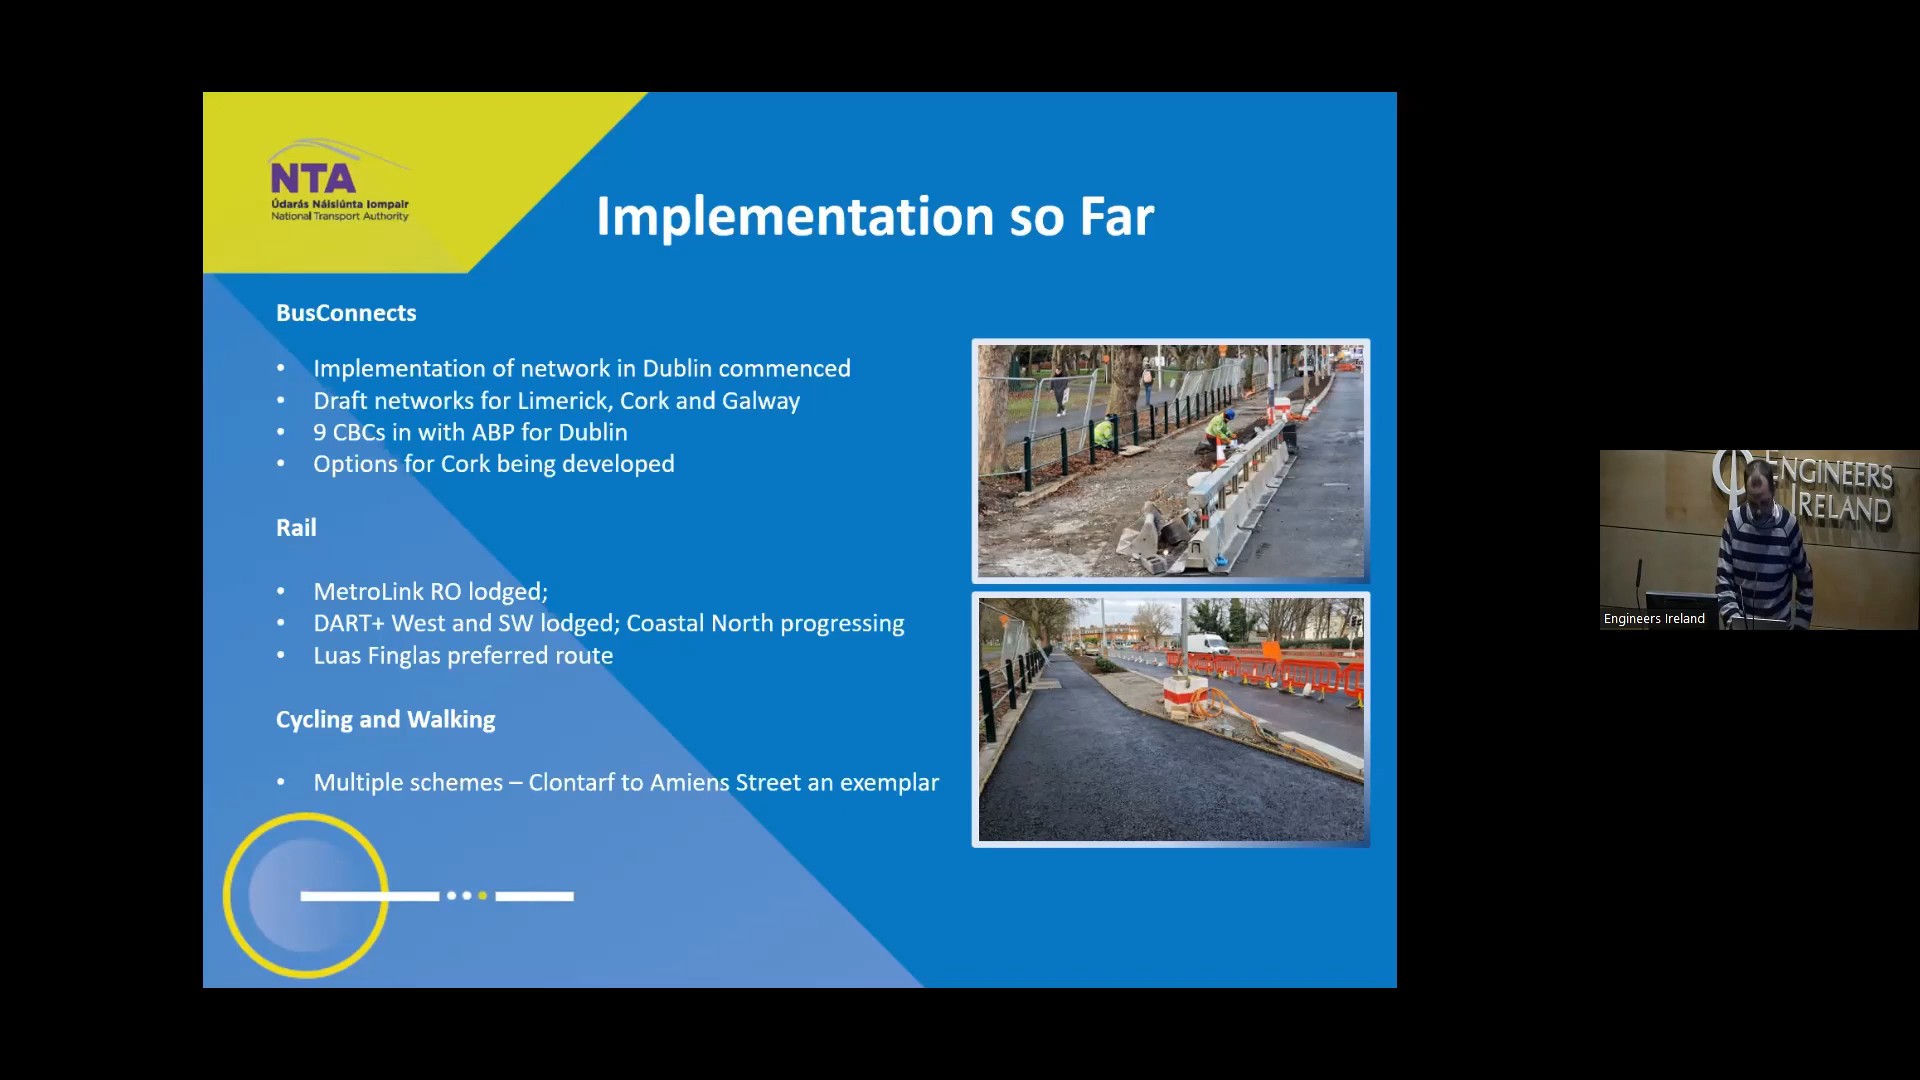 NTA
Údarás Náisiúnta Iompair
National Transport Authority
Implementation so Far
BusConnects
• Implementation of network in Dublin commenced
• Draft networks for Limerick, Cork and Galway
• 9 CBCs in with ABP for Dublin
• Options for Cork being developed
Rail
• MetroLink RO lodged;
• DART+ West and SW lodged; Coastal North progressing
• Luas Finglas preferred route
Cycling and Walking
• Multiple schemes – Clontarf to Amiens Street an exemplar
ENGINEERS
IRELAND
Engineers Ireland